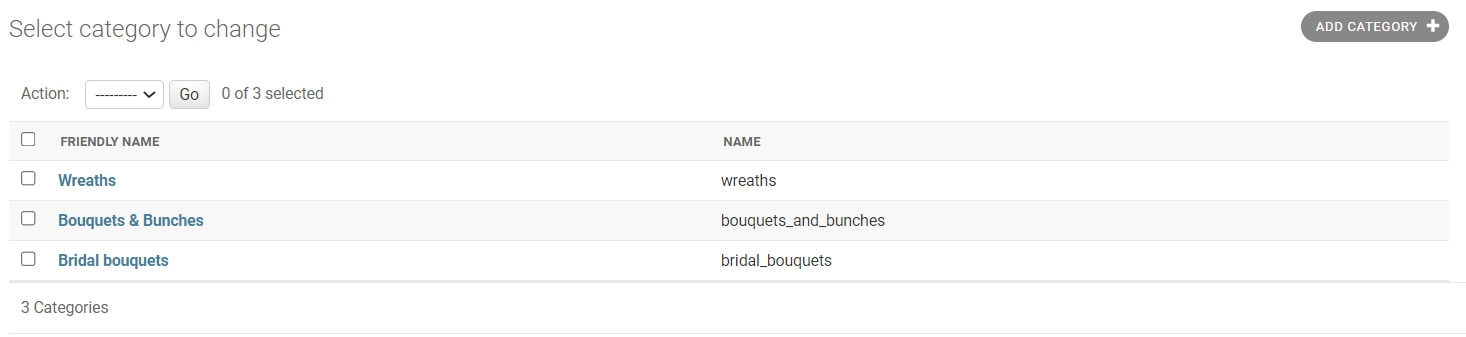 Select category to change
ADD CATEGORY
Action: --------- Go 0 of 3 selected
FRIENDLY NAME NAME
Wreaths wreaths
Bouquets & Bunches bouquets_and_bunches
Bridal bouquets bridal_bouquets
3 Categories